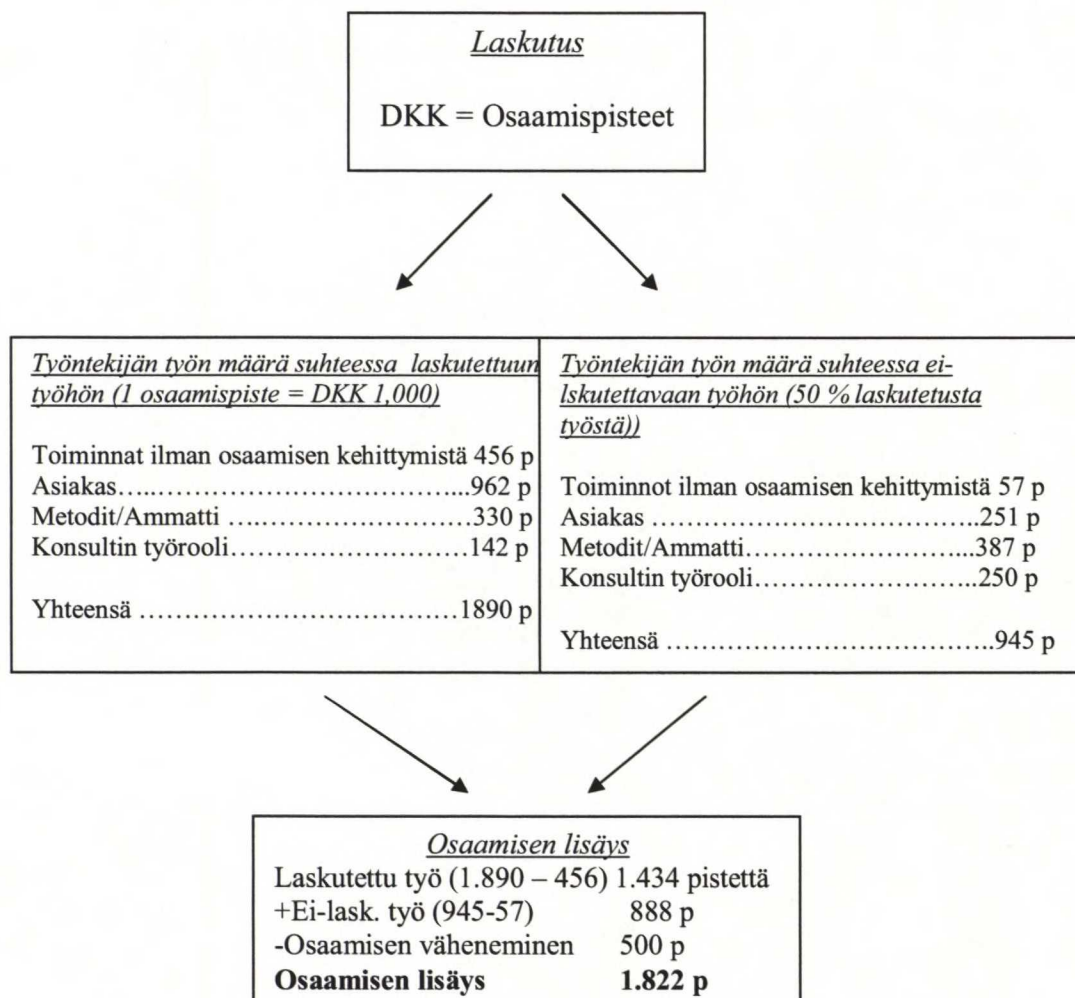 Laskutus
DKK = Osaamispisteet
Työntekijän työn määrä suhteessa laskutettuun
työhön (1 osaamispiste = DKK 1,000)
Toiminnat ilman osaamisen kehittymistä 456 p
Asiakas…..…………………………...962 p
Metodit/Ammatti ….…………………330 p
Konsultin työrooli……………………142 p
Yhteensä ……………………………1890 p
Työntekijän työn määrä suhteessa ei-
lskutettavaan työhön (50 % laskutetusta
työstä))
Toiminnot ilman osaamisen kehittymistä 57 p
Asiakas ……………………………..251 p
Metodit/Ammatti…………………...387 p
Konsultin työrooli…………………..250 p
Yhteensä ……………………………..945 p
Osaamisen lisäys
Laskutettu työ (1.890 – 456) 1.434 pistettä
+Ei-lask. työ (945-57) 888 p
-Osaamisen väheneminen 500 p
Osaamisen lisäys 1.822 p